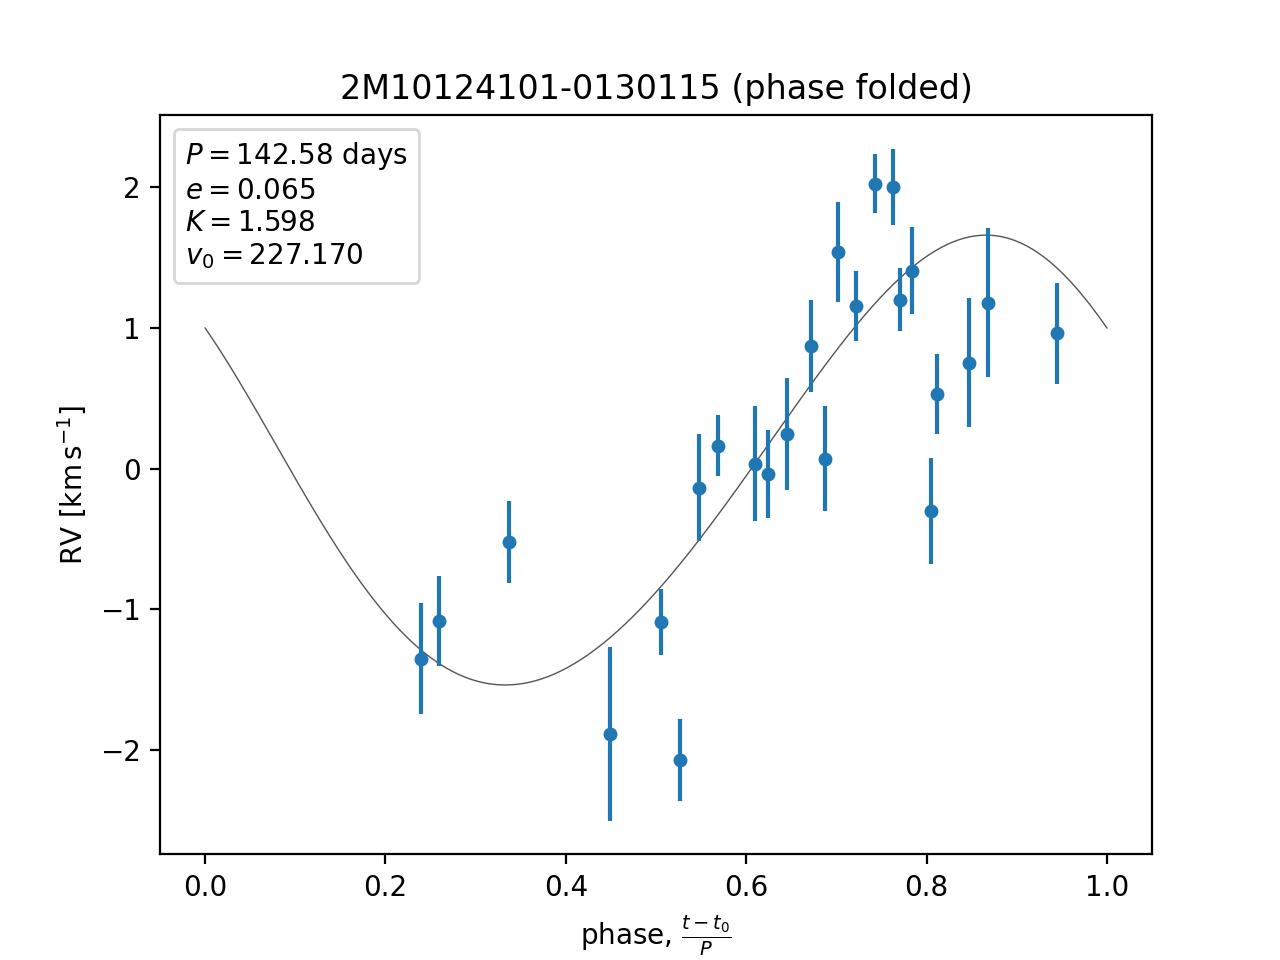 2M10124101-0130115 (phase folded)
P = 142.58 days
e = 0.065
K = 1.598
v₀ = 227.170
2
1
0
−1
−2
RV [km s⁻¹]
0.0 0.2 0.4 0.6 0.8 1.0
phase, (t − t₀)/P